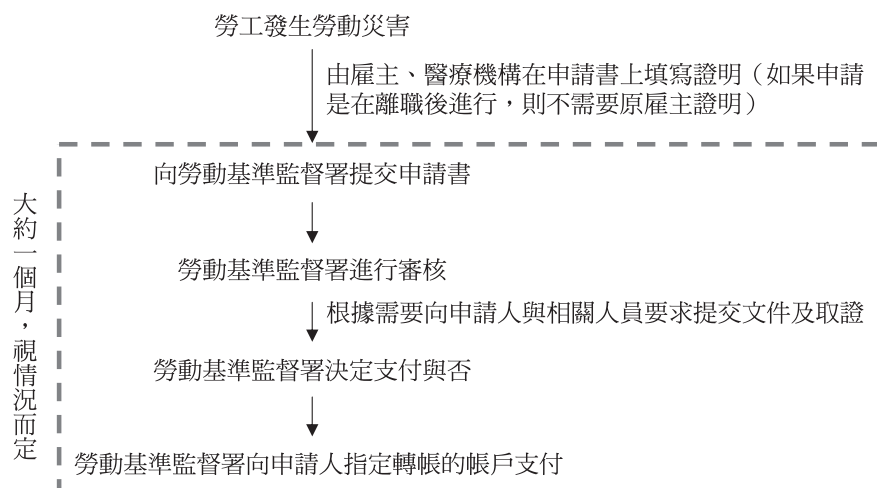 勞工發生勞動災害
由雇主、醫療機構在申請書上填寫證明（如果申請
是在離職後進行，則不需要原雇主證明）
向勞動基準監督署提交申請書
大約一個月，視情況而定
勞動基準監督署進行審核
根據需要向申請人與相關人員要求提交文件及取證
勞動基準監督署決定支付與否
勞動基準監督署向申請人指定轉帳的帳戶支付